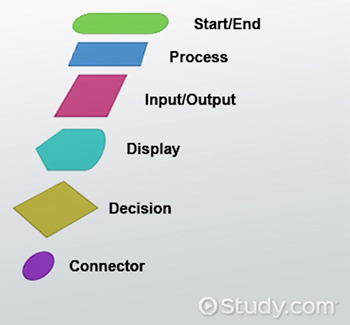 Start/End
Process
Input/Output
Display
Decision
Connector
Study.com